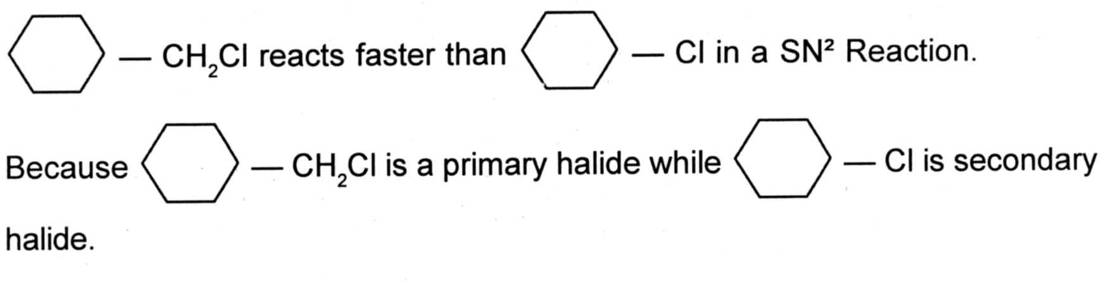 — CH₂Cl reacts faster than — Cl in a SN² Reaction.
Because — CH₂Cl is a primary halide while — Cl is secondary
halide.